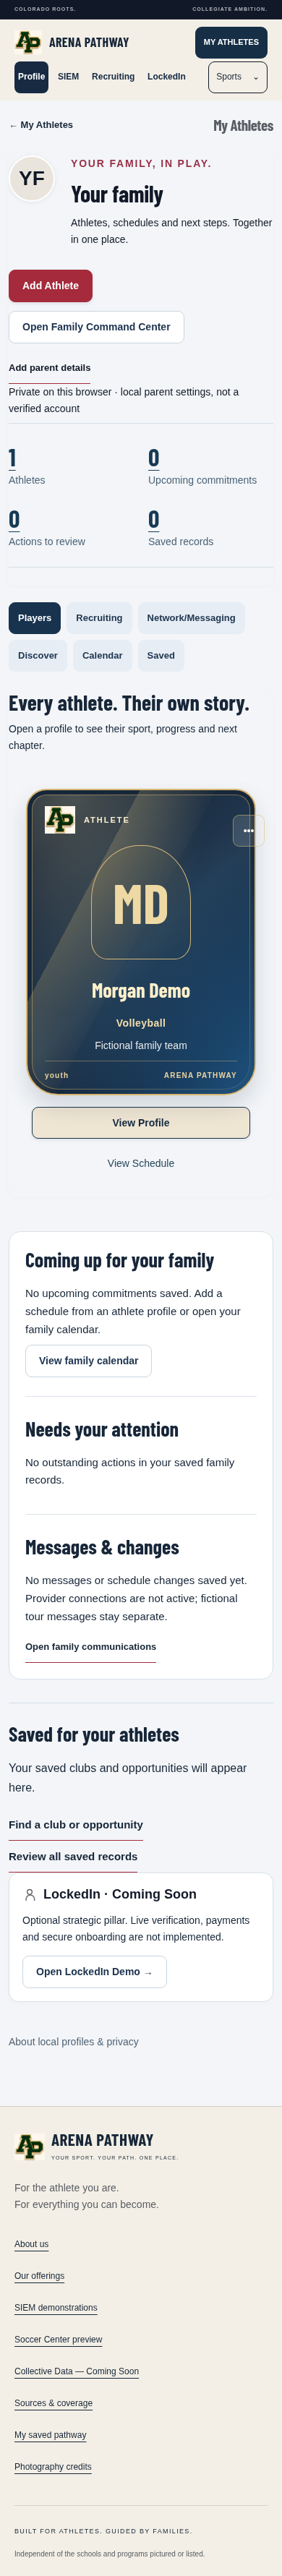 COLORADO ROOTS. COLLEGIATE AMBITION.
AP ARENA PATHWAY MY ATHLETES
Profile SIEM Recruiting LockedIn Sports
← My Athletes My Athletes
YF
YOUR FAMILY, IN PLAY.
Your family
Athletes, schedules and next steps. Together
in one place.
Add Athlete
Open Family Command Center
Add parent details
Private on this browser · local parent settings, not a
verified account
1 0
Athletes Upcoming commitments
0 0
Actions to review Saved records
Players Recruiting Network/Messaging
Discover Calendar Saved
Every athlete. Their own story.
Open a profile to see their sport, progress and next
chapter.
AP ATHLETE •••
MD
Morgan Demo
Volleyball
Fictional family team
youth ARENA PATHWAY
View Profile
View Schedule
Coming up for your family
No upcoming commitments saved. Add a
schedule from an athlete profile or open your
family calendar.
View family calendar
Needs your attention
No outstanding actions in your saved family
records.
Messages & changes
No messages or schedule changes saved yet.
Provider connections are not active; fictional
tour messages stay separate.
Open family communications
Saved for your athletes
Your saved clubs and opportunities will appear
here.
Find a club or opportunity
Review all saved records
LockedIn · Coming Soon
Optional strategic pillar. Live verification, payments
and secure onboarding are not implemented.
Open LockedIn Demo →
About local profiles & privacy
AP ARENA PATHWAY
YOUR SPORT. YOUR PATH. ONE PLACE.
For the athlete you are.
For everything you can become.
About us
Our offerings
SIEM demonstrations
Soccer Center preview
Collective Data — Coming Soon
Sources & coverage
My saved pathway
Photography credits
BUILT FOR ATHLETES. GUIDED BY FAMILIES.
Independent of the schools and programs pictured or listed.